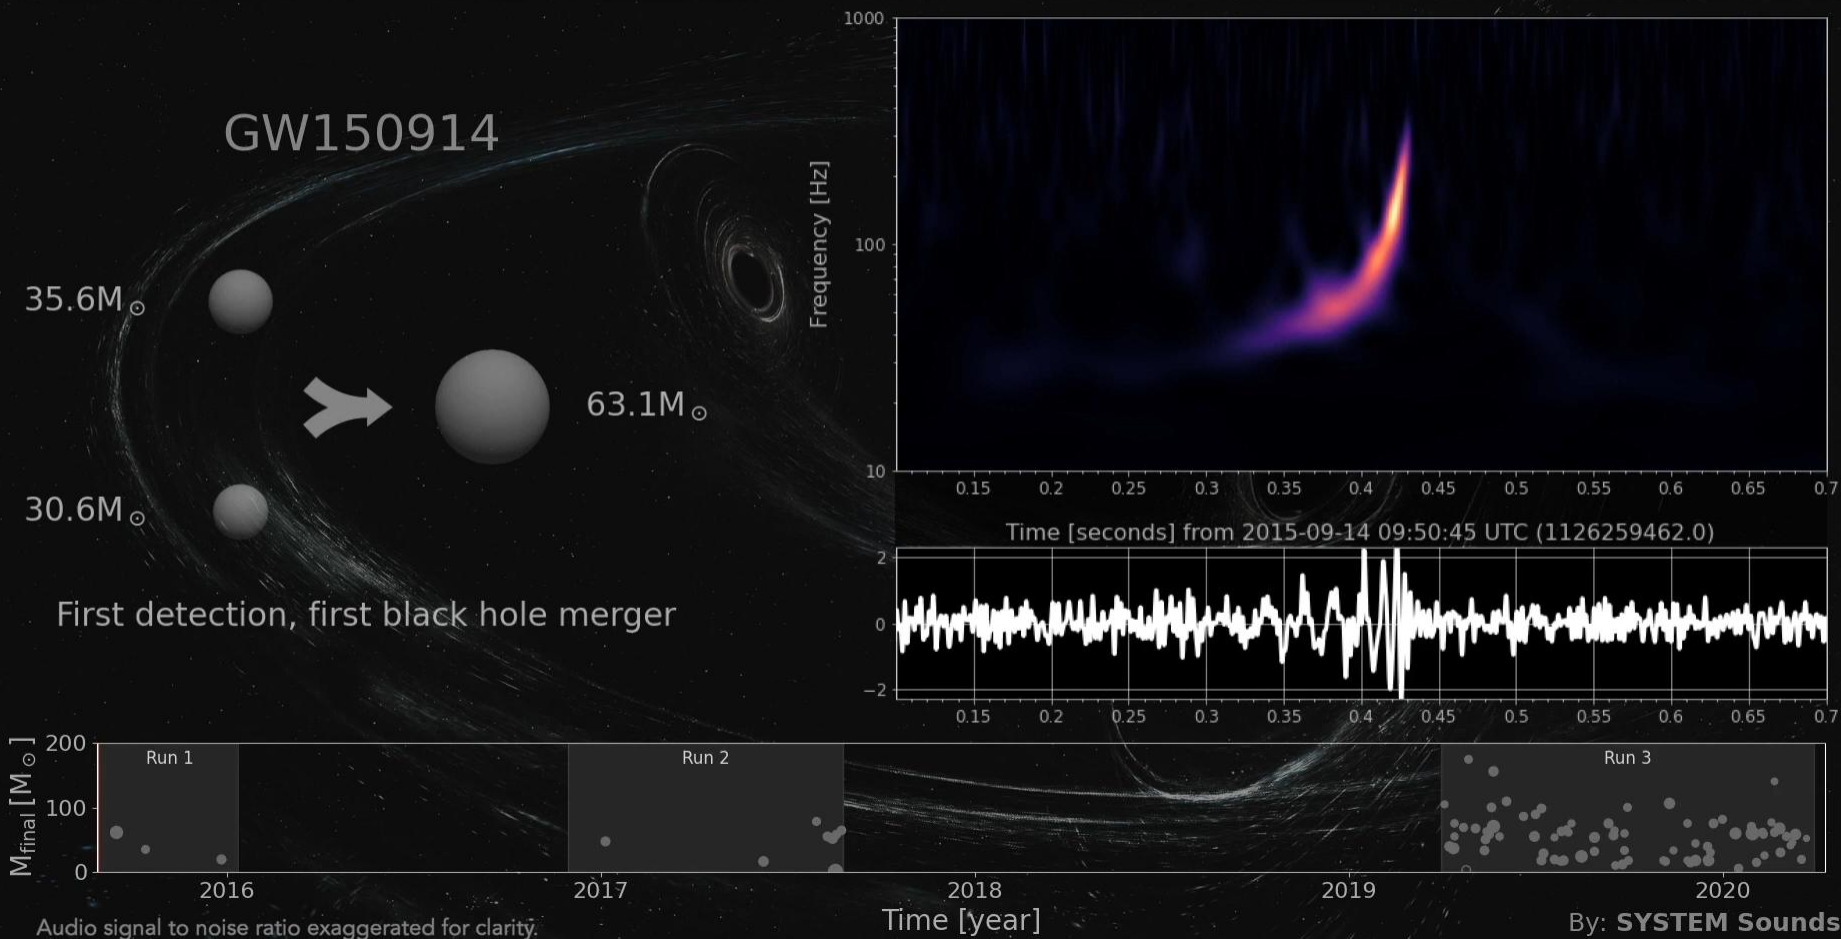 GW150914
35.6M☉
63.1M☉
30.6M☉
First detection, first black hole merger
1000
100
10
Frequency [Hz]
0.15 0.2 0.25 0.3 0.35 0.4 0.45 0.5 0.55 0.6 0.65 0.7
Time [seconds] from 2015-09-14 09:50:45 UTC (1126259462.0)
2
0
−2
0.15 0.2 0.25 0.3 0.35 0.4 0.45 0.5 0.55 0.6 0.65 0.7
Mfinal [M☉]
200
100
0
Run 1 Run 2 Run 3
2016 2017 2018 2019 2020
Time [year]
Audio signal to noise ratio exaggerated for clarity.
By: SYSTEM Sounds